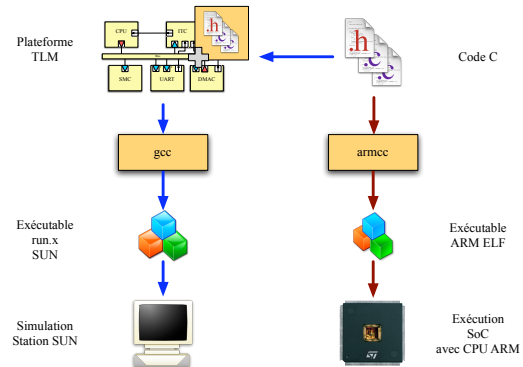 Plateforme
TLM
CPU
ITC
SMC
UART
DMAC
.h
.c
.c
.h
.c
.c
Code C
gcc
armcc
Exécutable
run.x
SUN
Exécutable
ARM ELF
Simulation
Station SUN
Exécution
SoC
avec CPU ARM